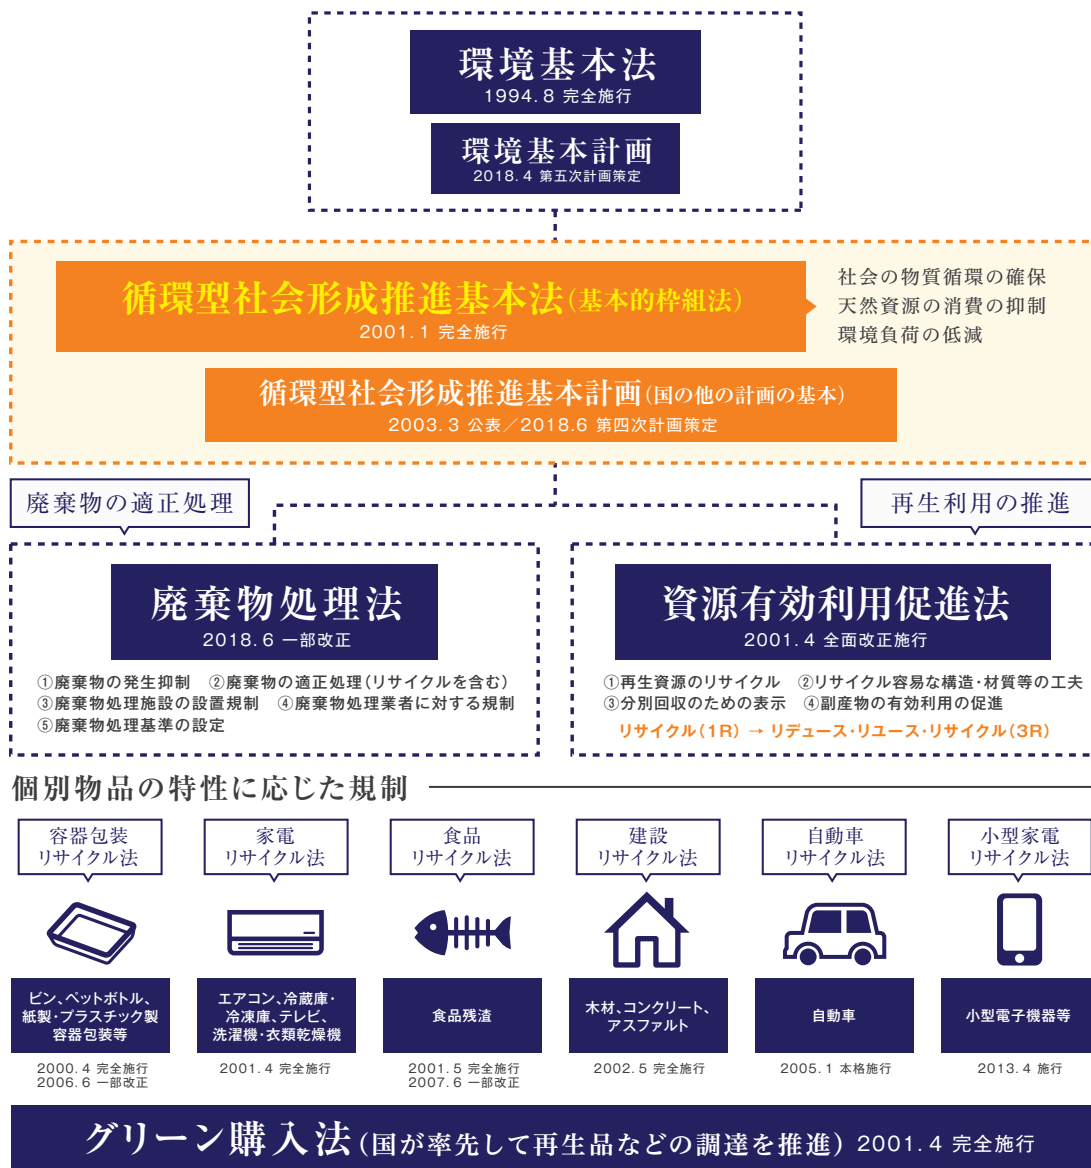 環境基本法
1994.8 完全施行
環境基本計画
2018.4 第五次計画策定
循環型社会形成推進基本法(基本的枠組法)
2001.1 完全施行
社会の物質循環の確保
天然資源の消費の抑制
環境負荷の低減
循環型社会形成推進基本計画(国の他の計画の基本)
2003.3 公表/2018.6 第四次計画策定
廃棄物の適正処理
再生利用の推進
廃棄物処理法
2018.6 一部改正
①廃棄物の発生抑制 ②廃棄物の適正処理(リサイクルを含む)
③廃棄物処理施設の設置規制 ④廃棄物処理業者に対する規制
⑤廃棄物処理基準の設定
資源有効利用促進法
2001.4 全面改正施行
①再生資源のリサイクル ②リサイクル容易な構造・材質等の工夫
③分別回収のための表示 ④副産物の有効利用の促進
リサイクル(1R) → リデュース・リユース・リサイクル(3R)
個別物品の特性に応じた規制
容器包装
リサイクル法
家電
リサイクル法
食品
リサイクル法
建設
リサイクル法
自動車
リサイクル法
小型家電
リサイクル法
ビン、ペットボトル、
紙製・プラスチック製
容器包装等
エアコン、冷蔵庫・
冷凍庫、テレビ、
洗濯機・衣類乾燥機
食品残渣
木材、コンクリート、
アスファルト
自動車
小型電子機器等
2000.4 完全施行
2006.6 一部改正
2001.4 完全施行
2001.5 完全施行
2007.6 一部改正
2002.5 完全施行
2005.1 本格施行
2013.4 施行
グリーン購入法(国が率先して再生品などの調達を推進) 2001.4 完全施行